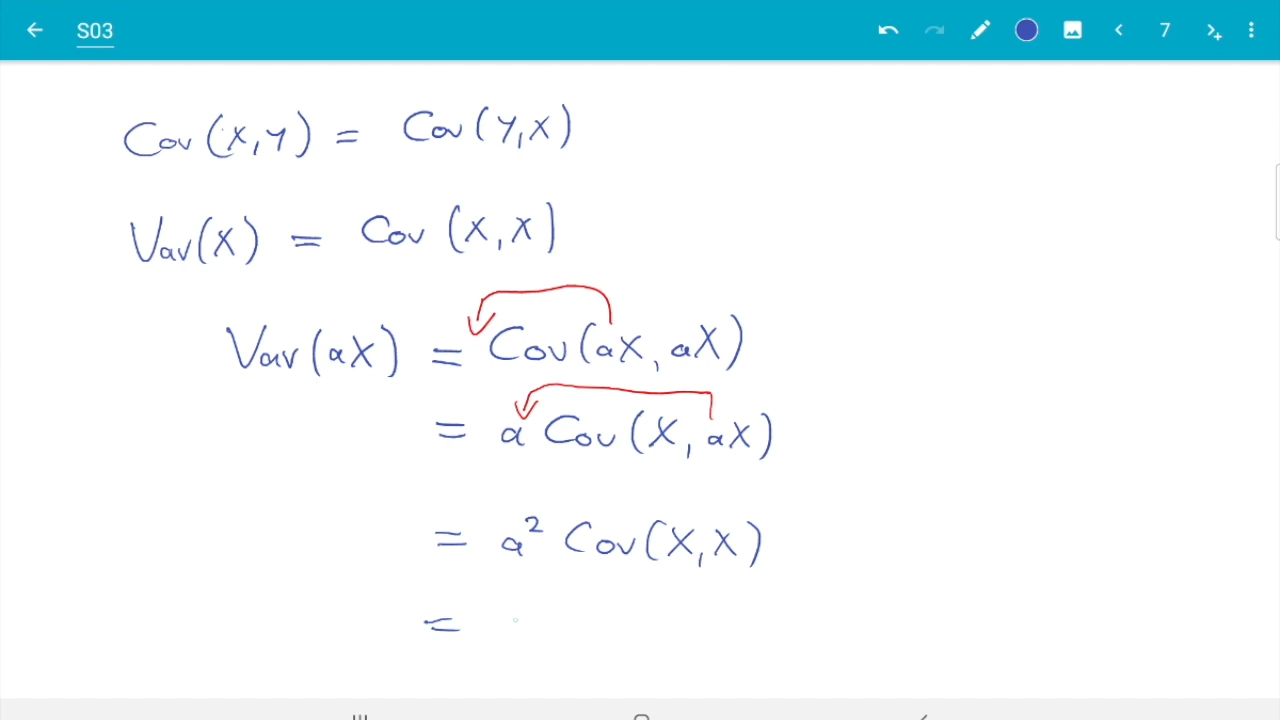 S03
7
Cov(X,Y) = Cov(Y,X)
Var(X) = Cov(X,X)
Var(aX) = Cov(aX,aX)
= a Cov(X,aX)
= a² Cov(X,X)
=